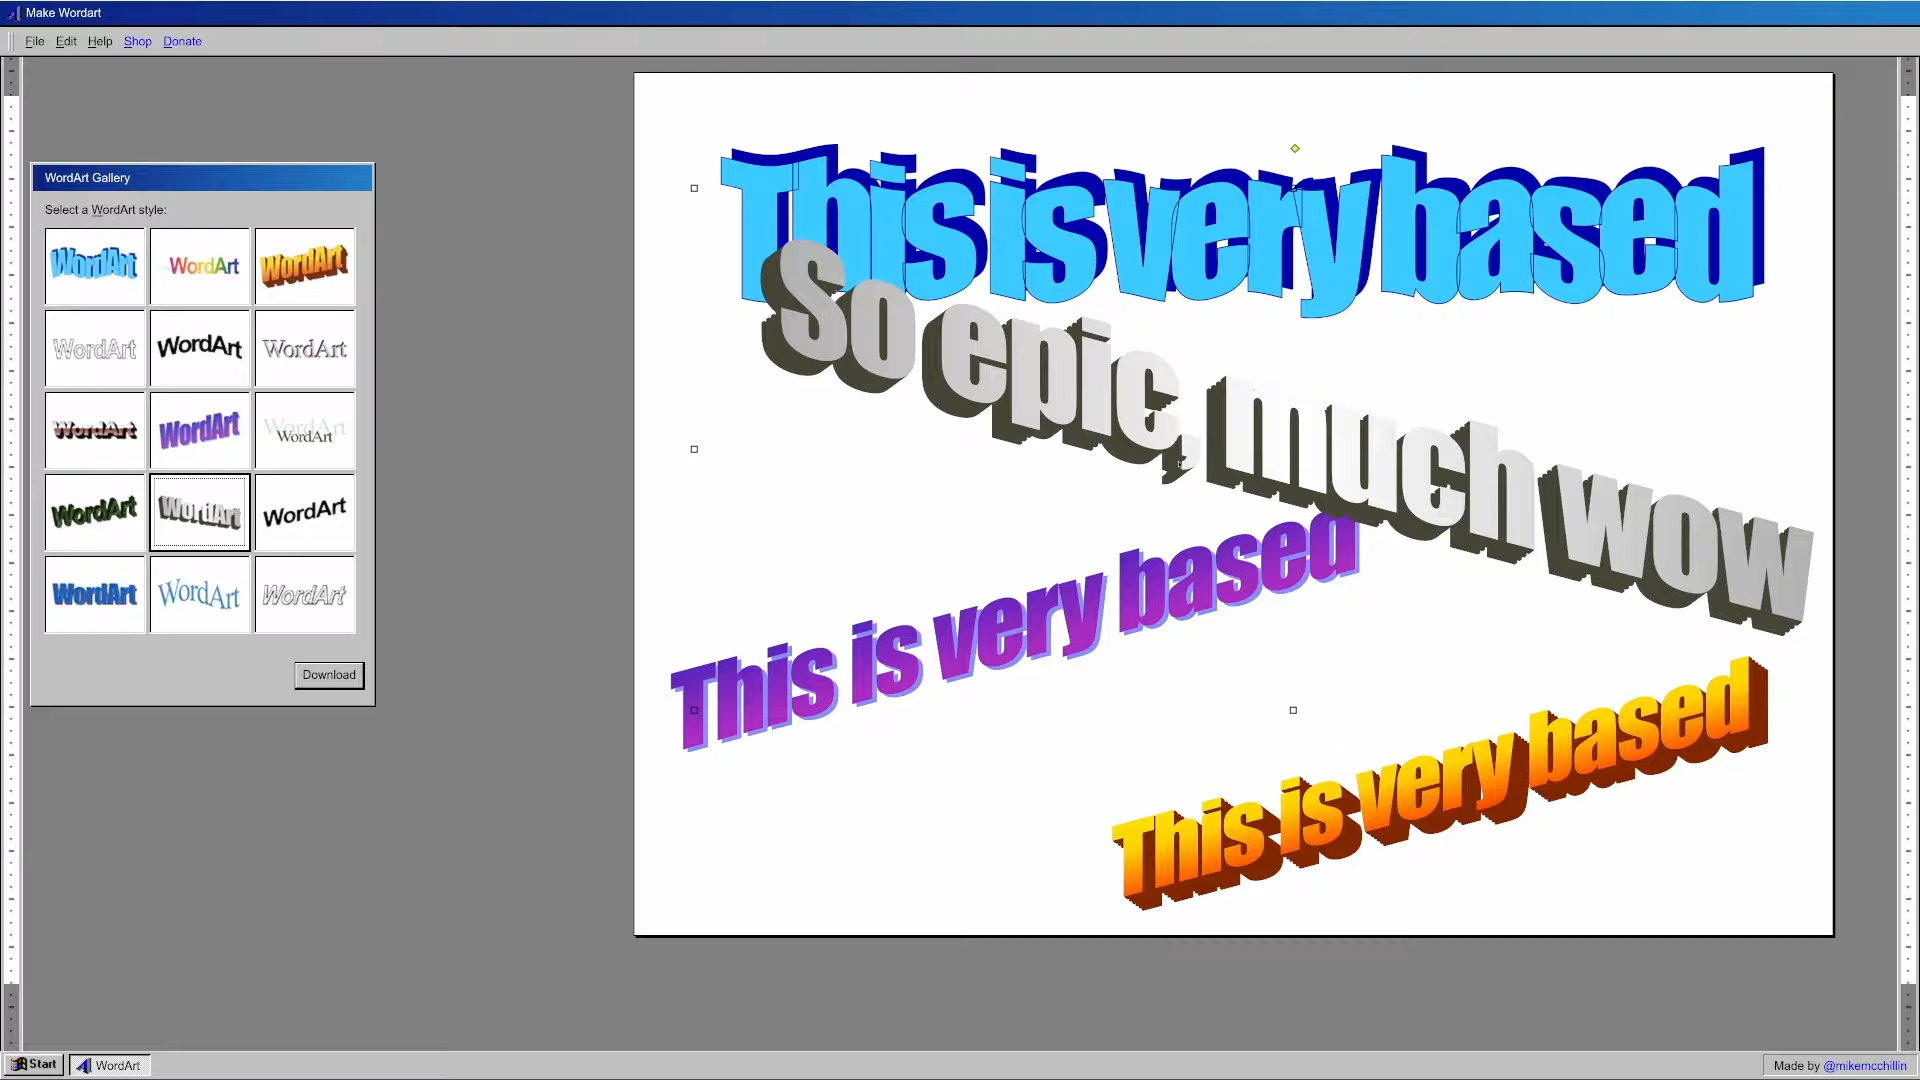 Make Wordart
File Edit Help Shop Donate
WordArt Gallery
Select a WordArt style:
WordArt WordArt WordArt
WordArt WordArt WordArt
WordArt WordArt WordArt
WordArt WordArt WordArt
WordArt WordArt WordArt
Download
This is very based
So epic, much wow
This is very based
This is very based
Start WordArt
Made by @mikemcchillin